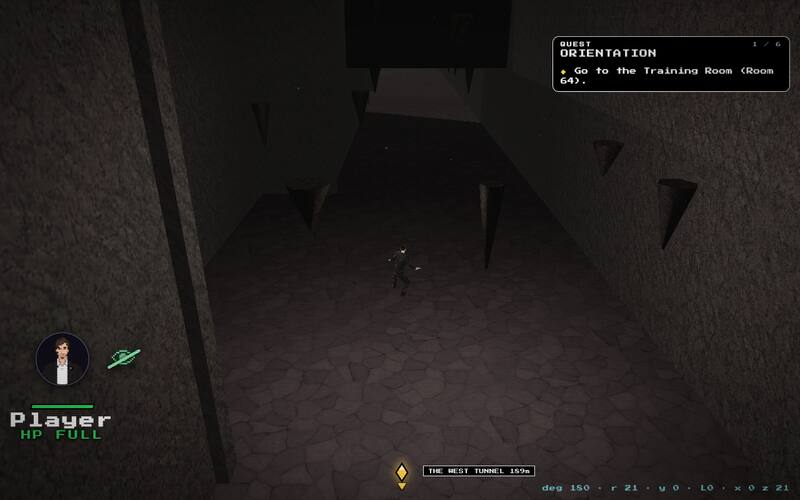 QUEST 1 / 6
ORIENTATION
◆ Go to the Training Room (Room
64).
Player
HP FULL
THE WEST TUNNEL 189m
deg 180 · r 21 · y 0 · L0 · x 0 z 21